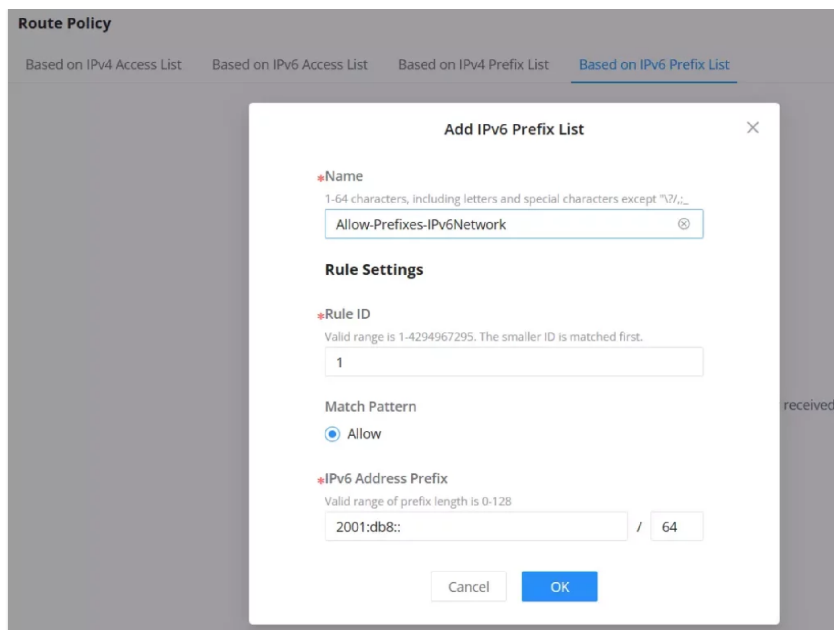 Route Policy
Based on IPv4 Access List Based on IPv6 Access List Based on IPv4 Prefix List Based on IPv6 Prefix List
Add IPv6 Prefix List
*Name
1-64 characters, including letters and special characters except "\?/,;_
Allow-Prefixes-IPv6Network
Rule Settings
*Rule ID
Valid range is 1-4294967295. The smaller ID is matched first.
1
received
Match Pattern
Allow
*IPv6 Address Prefix
Valid range of prefix length is 0-128
2001:db8:: / 64
Cancel OK